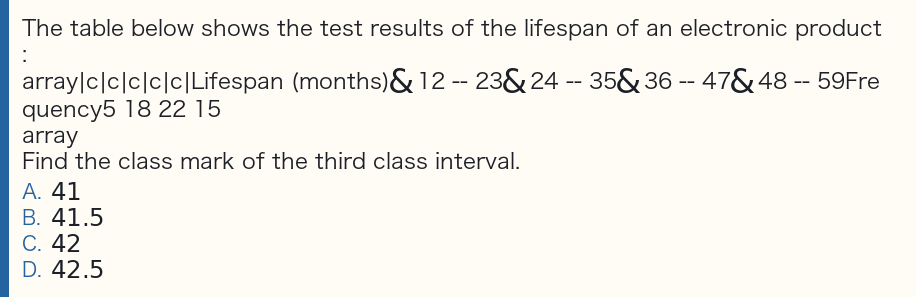 The table below shows the test results of the lifespan of an electronic product
:
array|c|c|c|c|c|Lifespan (months)& 12 -- 23& 24 -- 35& 36 -- 47& 48 -- 59Fre
quency5 18 22 15
array
Find the class mark of the third class interval.
A. 41
B. 41.5
C. 42
D. 42.5